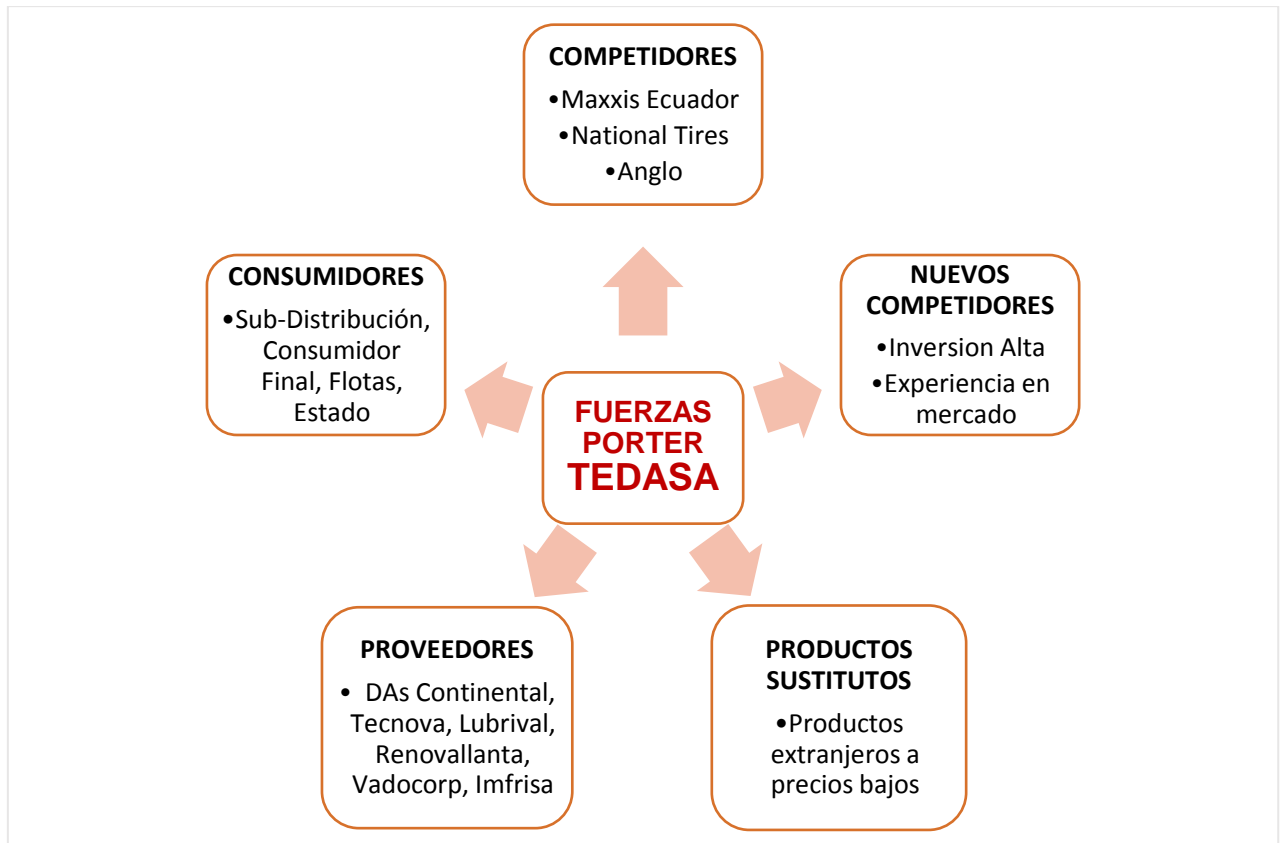 COMPETIDORES
•Maxxis Ecuador
•National Tires
•Anglo
CONSUMIDORES
•Sub-Distribución,
Consumidor
Final, Flotas,
Estado
NUEVOS
COMPETIDORES
•Inversion Alta
•Experiencia en
mercado
FUERZAS
PORTER
TEDASA
PROVEEDORES
• DAs Continental,
Tecnova, Lubrival,
Renovallanta,
Vadocorp, Imfrisa
PRODUCTOS
SUSTITUTOS
•Productos
extranjeros a
precios bajos